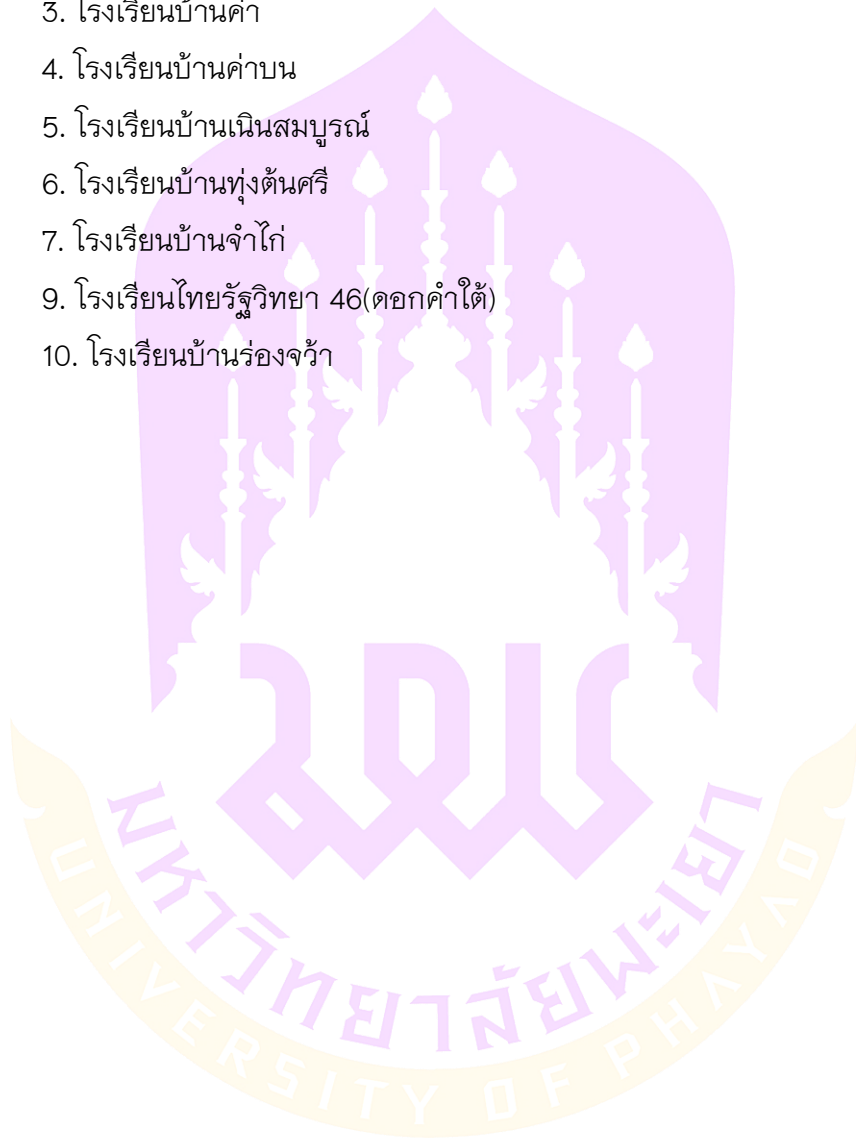 3. โรงเรียนบ้านค่า
4. โรงเรียนบ้านค่าบน
5. โรงเรียนบ้านเนินสมบูรณ์
6. โรงเรียนบ้านทุ่งต้นศรี
7. โรงเรียนบ้านจำไก่
9. โรงเรียนไทยรัฐวิทยา 46(ดอกคำใต้)
10. โรงเรียนบ้านร่องจว้า
มพ
มหาวิทยาลัยพะเยา
UNIVERSITY OF PHAYAO